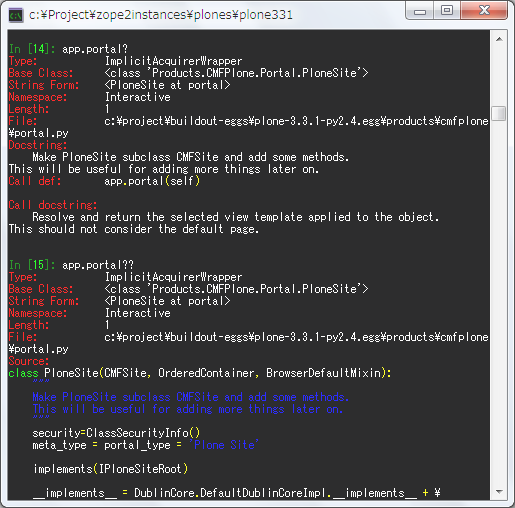 c:¥Project¥zope2instances¥plones¥plone331
In [14]: app.portal?
Type:           ImplicitAcquirerWrapper
Base Class:     <class 'Products.CMFPlone.Portal.PloneSite'>
String Form:    <PloneSite at portal>
Namespace:      Interactive
Length:         1
File:           c:¥project¥buildout-eggs¥plone-3.3.1-py2.4.egg¥products¥cmfplone
¥portal.py
Docstring:
    Make PloneSite subclass CMFSite and add some methods.
This will be useful for adding more things later on.
Call def:       app.portal(self)
Call docstring:
    Resolve and return the selected view template applied to the object.
This should not consider the default page.
In [15]: app.portal??
Type:           ImplicitAcquirerWrapper
Base Class:     <class 'Products.CMFPlone.Portal.PloneSite'>
String Form:    <PloneSite at portal>
Namespace:      Interactive
Length:         1
File:           c:¥project¥buildout-eggs¥plone-3.3.1-py2.4.egg¥products¥cmfplone
¥portal.py
Source:
class PloneSite(CMFSite, OrderedContainer, BrowserDefaultMixin):
    """
    Make PloneSite subclass CMFSite and add some methods.
    This will be useful for adding more things later on.
    """
    security=ClassSecurityInfo()
    meta_type = portal_type = 'Plone Site'
    implements(IPloneSiteRoot)
    __implements__ = DublinCore.DefaultDublinCoreImpl.__implements__ + ¥